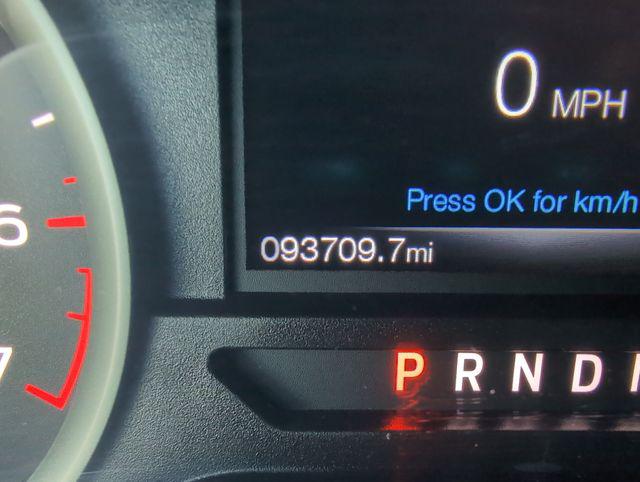 0 MPH
6
Press OK for km/h
093709.7mi
7
P R N D